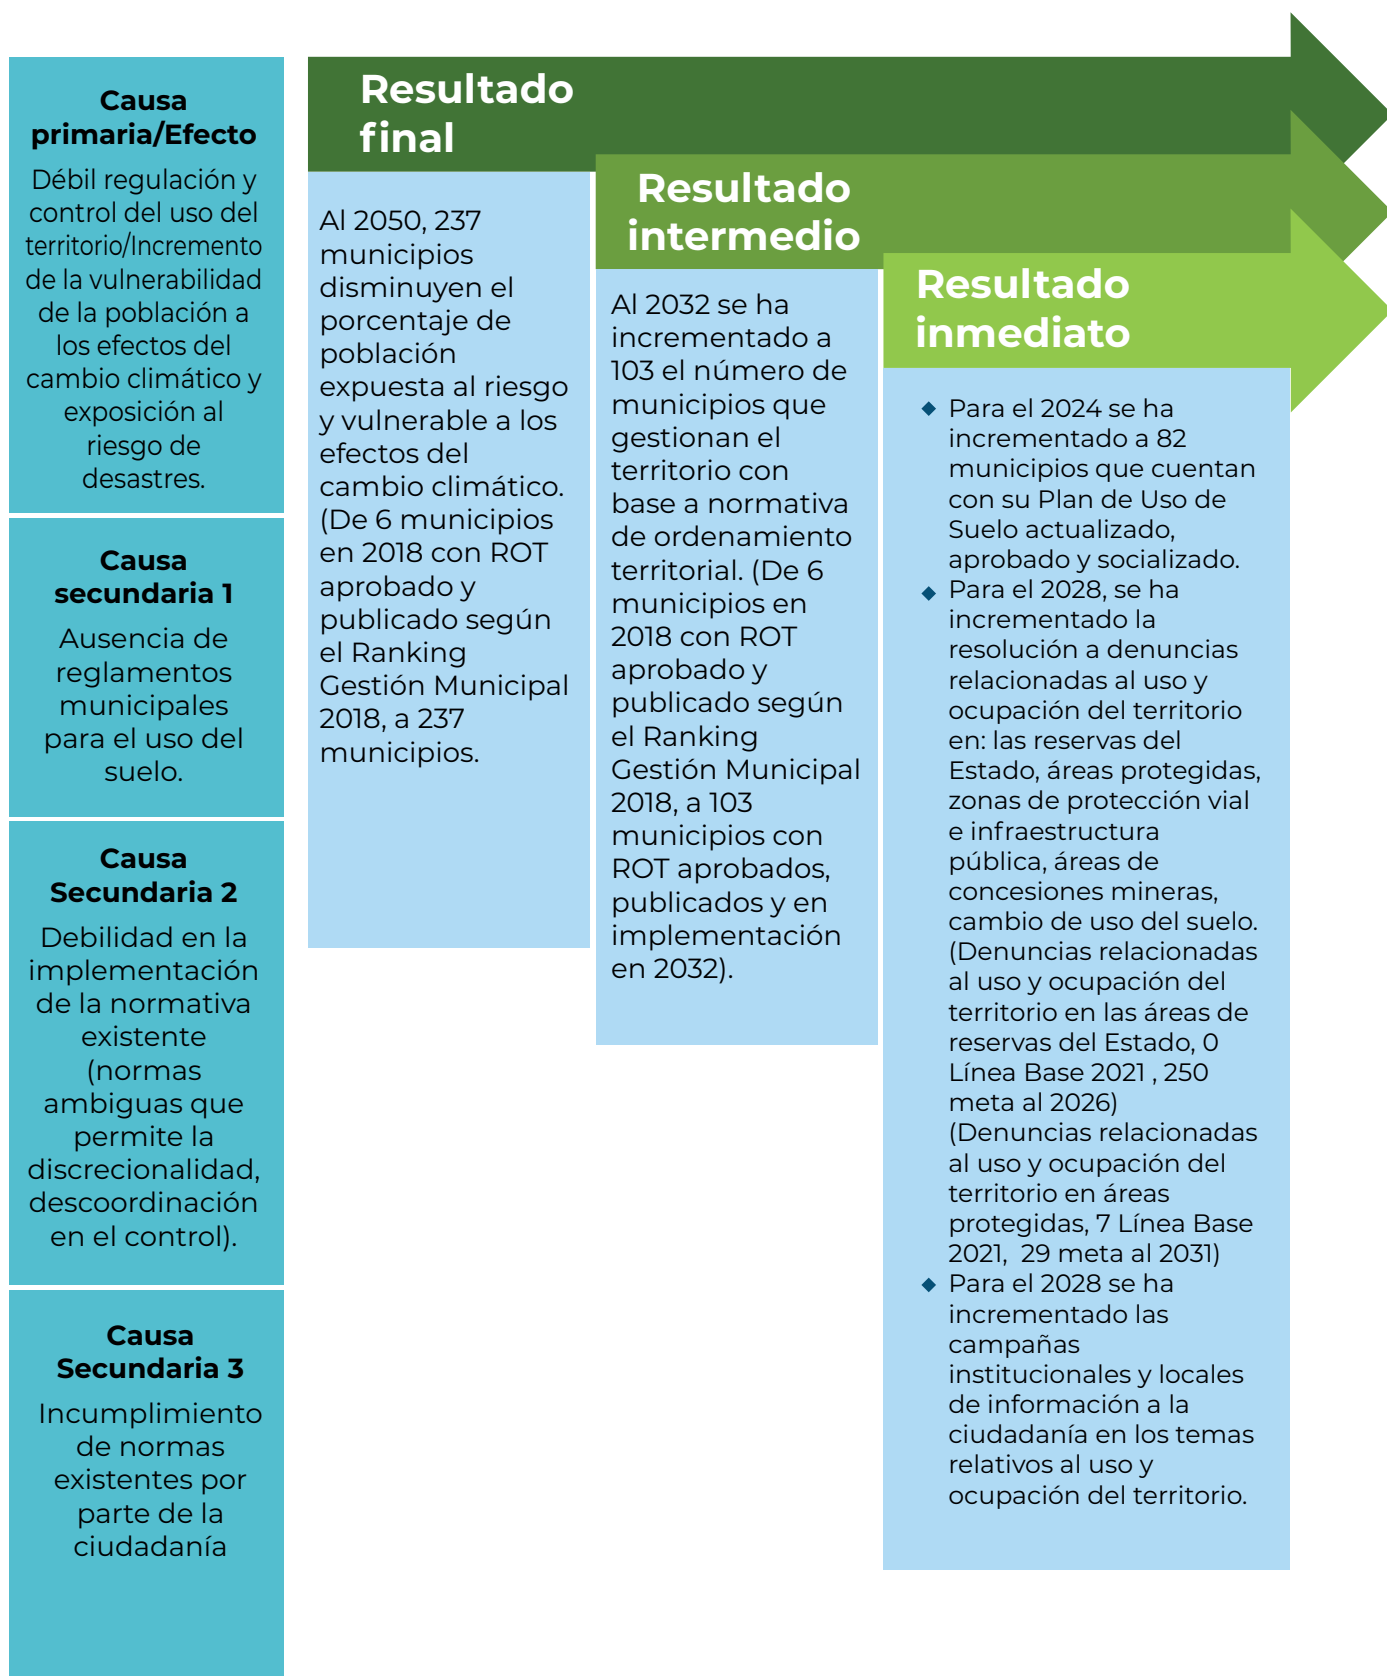 Causa
primaria/Efecto
Débil regulación y
control del uso del
territorio/Incremento
de la vulnerabilidad
de la población a
los efectos del
cambio climático y
exposición al
riesgo de
desastres.
Causa
secundaria 1
Ausencia de
reglamentos
municipales
para el uso del
suelo.
Causa
Secundaria 2
Debilidad en la
implementación
de la normativa
existente
(normas
ambiguas que
permite la
discrecionalidad,
descoordinación
en el control).
Causa
Secundaria 3
Incumplimiento
de normas
existentes por
parte de la
ciudadanía
Resultado
final
Al 2050, 237
municipios
disminuyen el
porcentaje de
población
expuesta al riesgo
y vulnerable a los
efectos del
cambio climático.
(De 6 municipios
en 2018 con ROT
aprobado y
publicado según
el Ranking
Gestión Municipal
2018, a 237
municipios.
Resultado
intermedio
Al 2032 se ha
incrementado a
103 el número de
municipios que
gestionan el
territorio con
base a normativa
de ordenamiento
territorial. (De 6
municipios en
2018 con ROT
aprobado y
publicado según
el Ranking
Gestión Municipal
2018, a 103
municipios con
ROT aprobados,
publicados y en
implementación
en 2032).
Resultado
inmediato
◆ Para el 2024 se ha
incrementado a 82
municipios que cuentan
con su Plan de Uso de
Suelo actualizado,
aprobado y socializado.
◆ Para el 2028, se ha
incrementado la
resolución a denuncias
relacionadas al uso y
ocupación del territorio
en: las reservas del
Estado, áreas protegidas,
zonas de protección vial
e infraestructura
pública, áreas de
concesiones mineras,
cambio de uso del suelo.
(Denuncias relacionadas
al uso y ocupación del
territorio en las áreas de
reservas del Estado, 0
Línea Base 2021 , 250
meta al 2026)
(Denuncias relacionadas
al uso y ocupación del
territorio en áreas
protegidas, 7 Línea Base
2021, 29 meta al 2031)
◆ Para el 2028 se ha
incrementado las
campañas
institucionales y locales
de información a la
ciudadanía en los temas
relativos al uso y
ocupación del territorio.